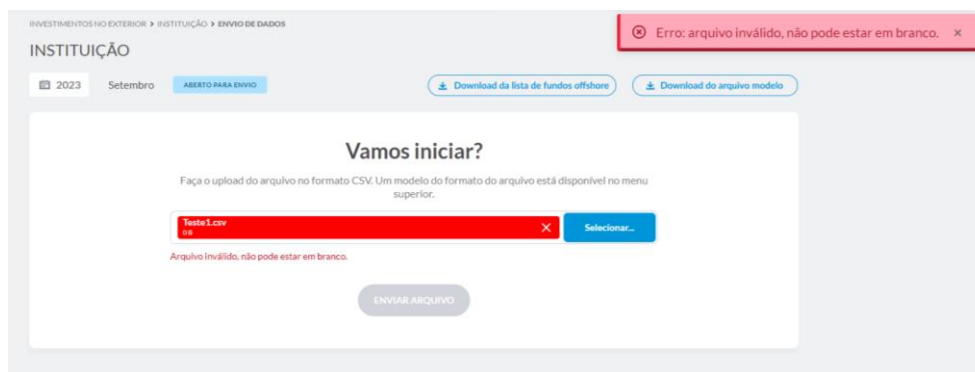 INVESTIMENTOS NO EXTERIOR > INSTITUIÇÃO > ENVIO DE DADOS
Erro: arquivo inválido, não pode estar em branco. ×
INSTITUIÇÃO
2023 Setembro ABERTO PARA ENVIO Download da lista de fundos offshore Download do arquivo modelo
Vamos iniciar?
Faça o upload do arquivo no formato CSV. Um modelo do formato do arquivo está disponível no menu
superior.
Teste1.csv
0 B
Selecionar...
Arquivo inválido, não pode estar em branco.
ENVIAR ARQUIVO